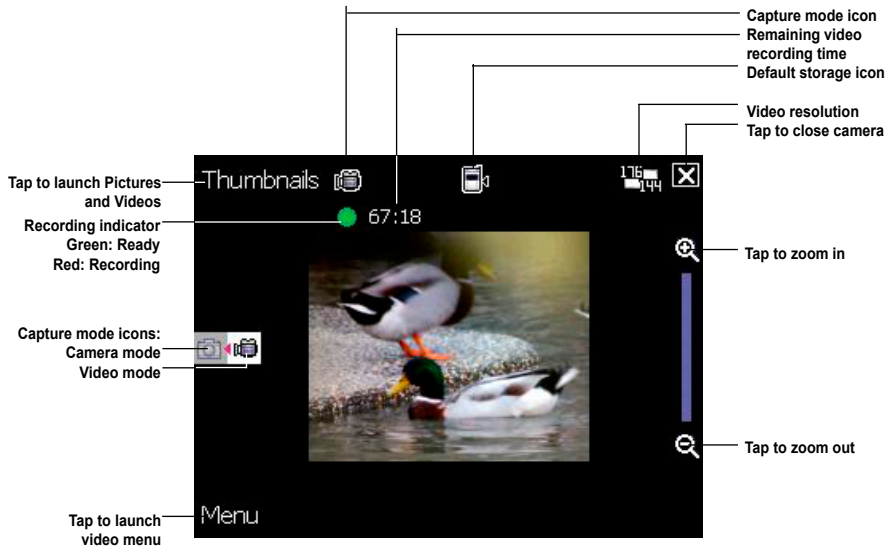 Capture mode icon
Remaining video
recording time
Default storage icon
Video resolution
Tap to close camera
Tap to launch Pictures
and Videos
Thumbnails
176
144
Recording indicator
Green: Ready
Red: Recording
67:18
Tap to zoom in
Capture mode icons:
Camera mode
Video mode
Tap to zoom out
Tap to launch
video menu
Menu